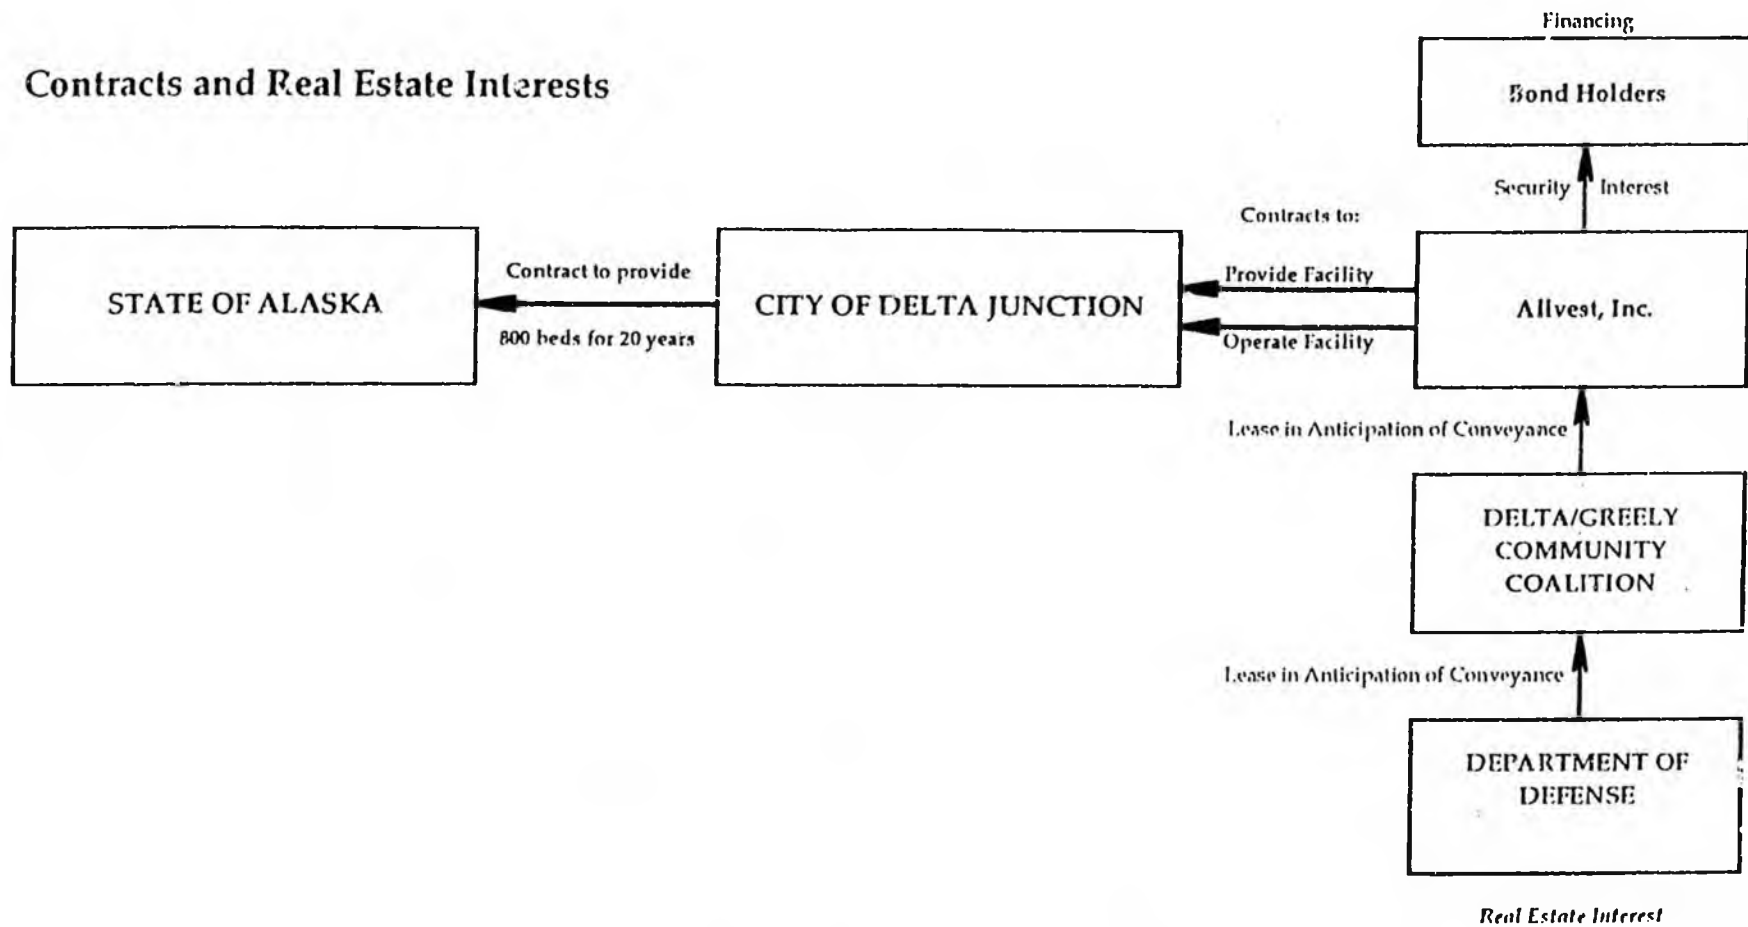 Financing
Contracts and Real Estate Interests
Bond Holders
Security Interest
Contracts to:
STATE OF ALASKA
Contract to provide
800 beds for 20 years
CITY OF DELTA JUNCTION
Provide Facility
Operate Facility
Allvest, Inc.
Lease in Anticipation of Conveyance
DELTA/GREELY
COMMUNITY
COALITION
Lease in Anticipation of Conveyance
DEPARTMENT OF
DEFENSE
Real Estate Interest